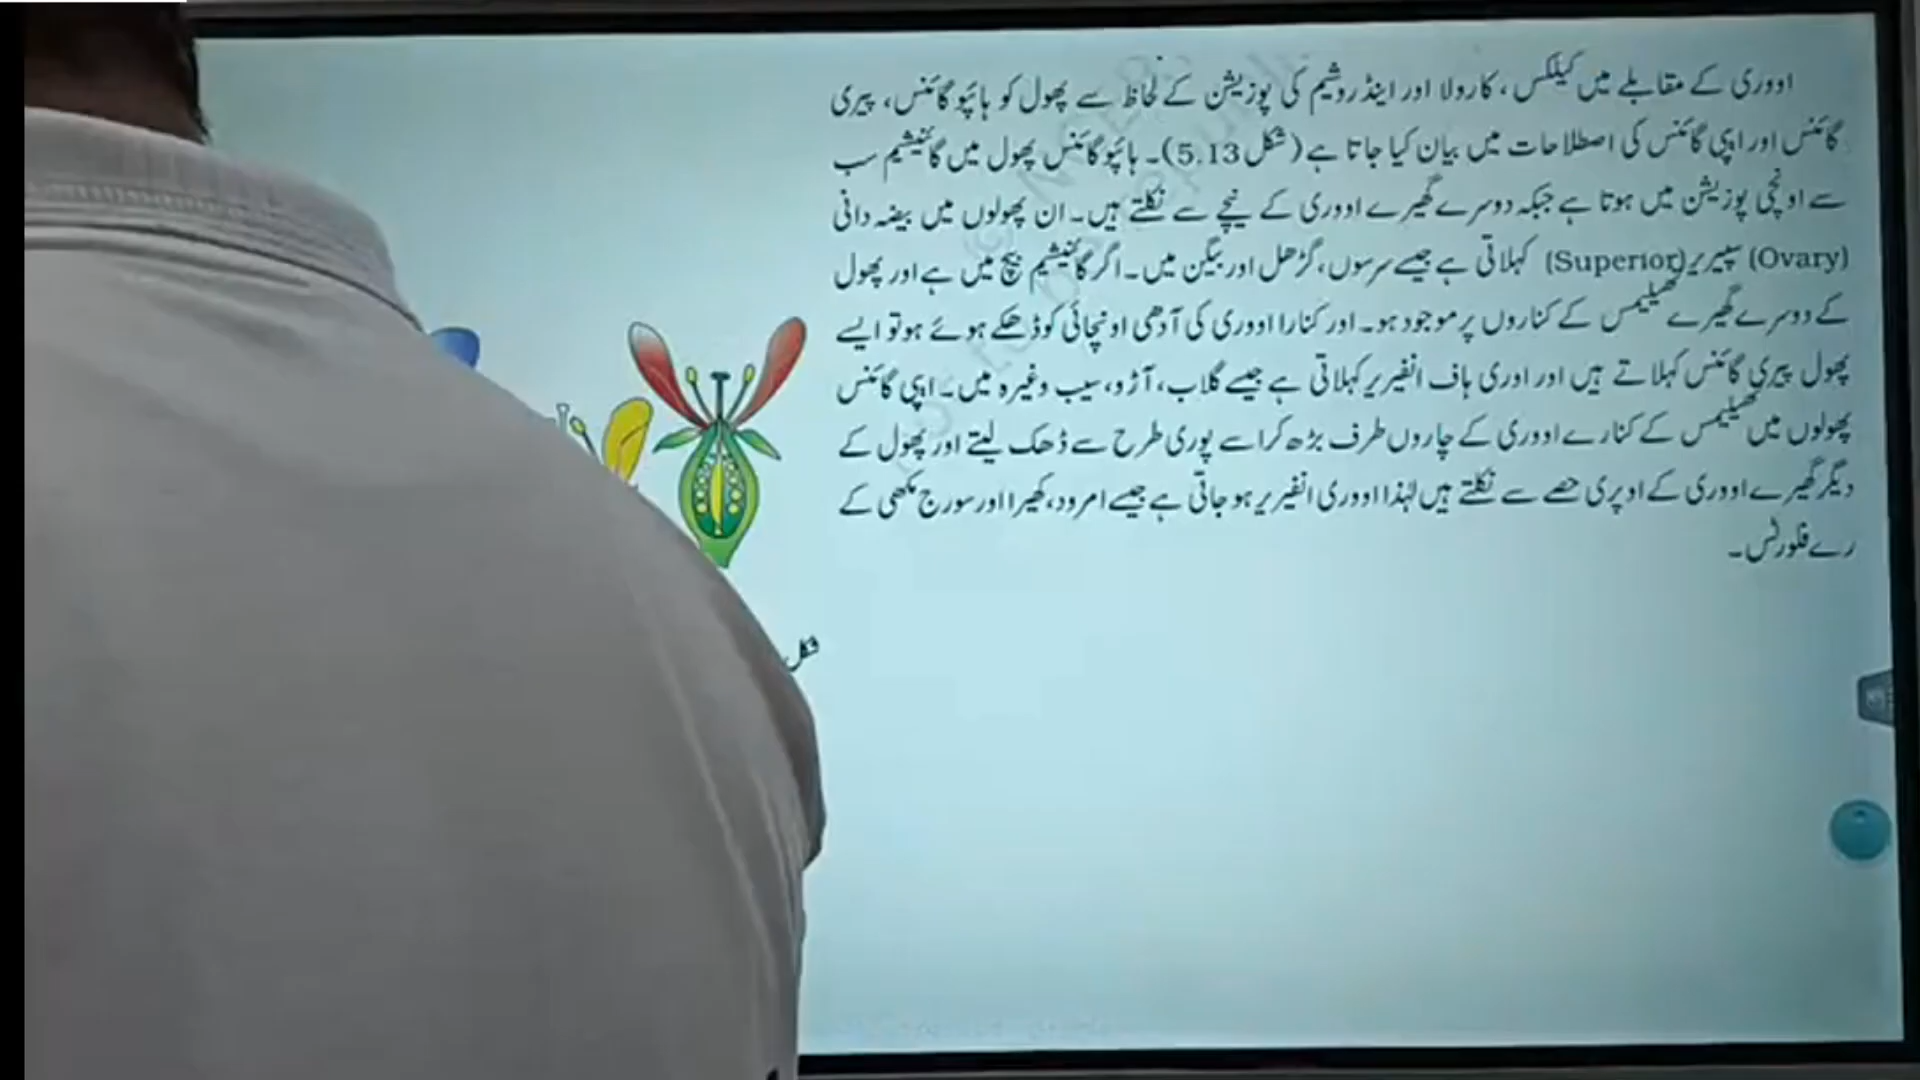 اووری کے مقابلے میں کیلکس، کارولا اور اینڈروشیم کی پوزیشن کے لحاظ سے پھول کو ہائپو گائنس، پیری
گائنس اور اپی گائنس کی اصطلاحات میں بیان کیا جاتا ہے (شکل 5.13)۔ ہائپو گائنس پھول میں گائنیشیم سب
سے اونچی پوزیشن میں ہوتا ہے جبکہ دوسرے گھیرے اووری کے نیچے سے نکلتے ہیں۔ ان پھولوں میں بیضہ دانی
(Ovary) سپیریر (Superior) کہلاتی ہے جیسے سرسوں، گڑھل اور بیگن میں۔ اگر گائنیشیم بیچ میں ہے اور پھول
کے دوسرے گھیرے تھیلیمس کے کناروں پر موجود ہو۔ اور کنارا اووری کی آدھی اونچائی کو ڈھکے ہوئے ہو تو ایسے
پھول پیری گائنس کہلاتے ہیں اور اوری ہاف انفیریر کہلاتی ہے جیسے گلاب، آڑو، سیب وغیرہ میں۔ اپی گائنس
پھولوں میں تھیلیمس کے کنارے اووری کے چاروں طرف بڑھ کر اسے پوری طرح سے ڈھک لیتے اور پھول کے
دیگر گھیرے اووری کے اوپری حصے سے نکلتے ہیں لہٰذا اووری انفیریر ہو جاتی ہے جیسے امرود، کھیرا اور سورج مکھی کے
رے فلورٹس۔
شکل